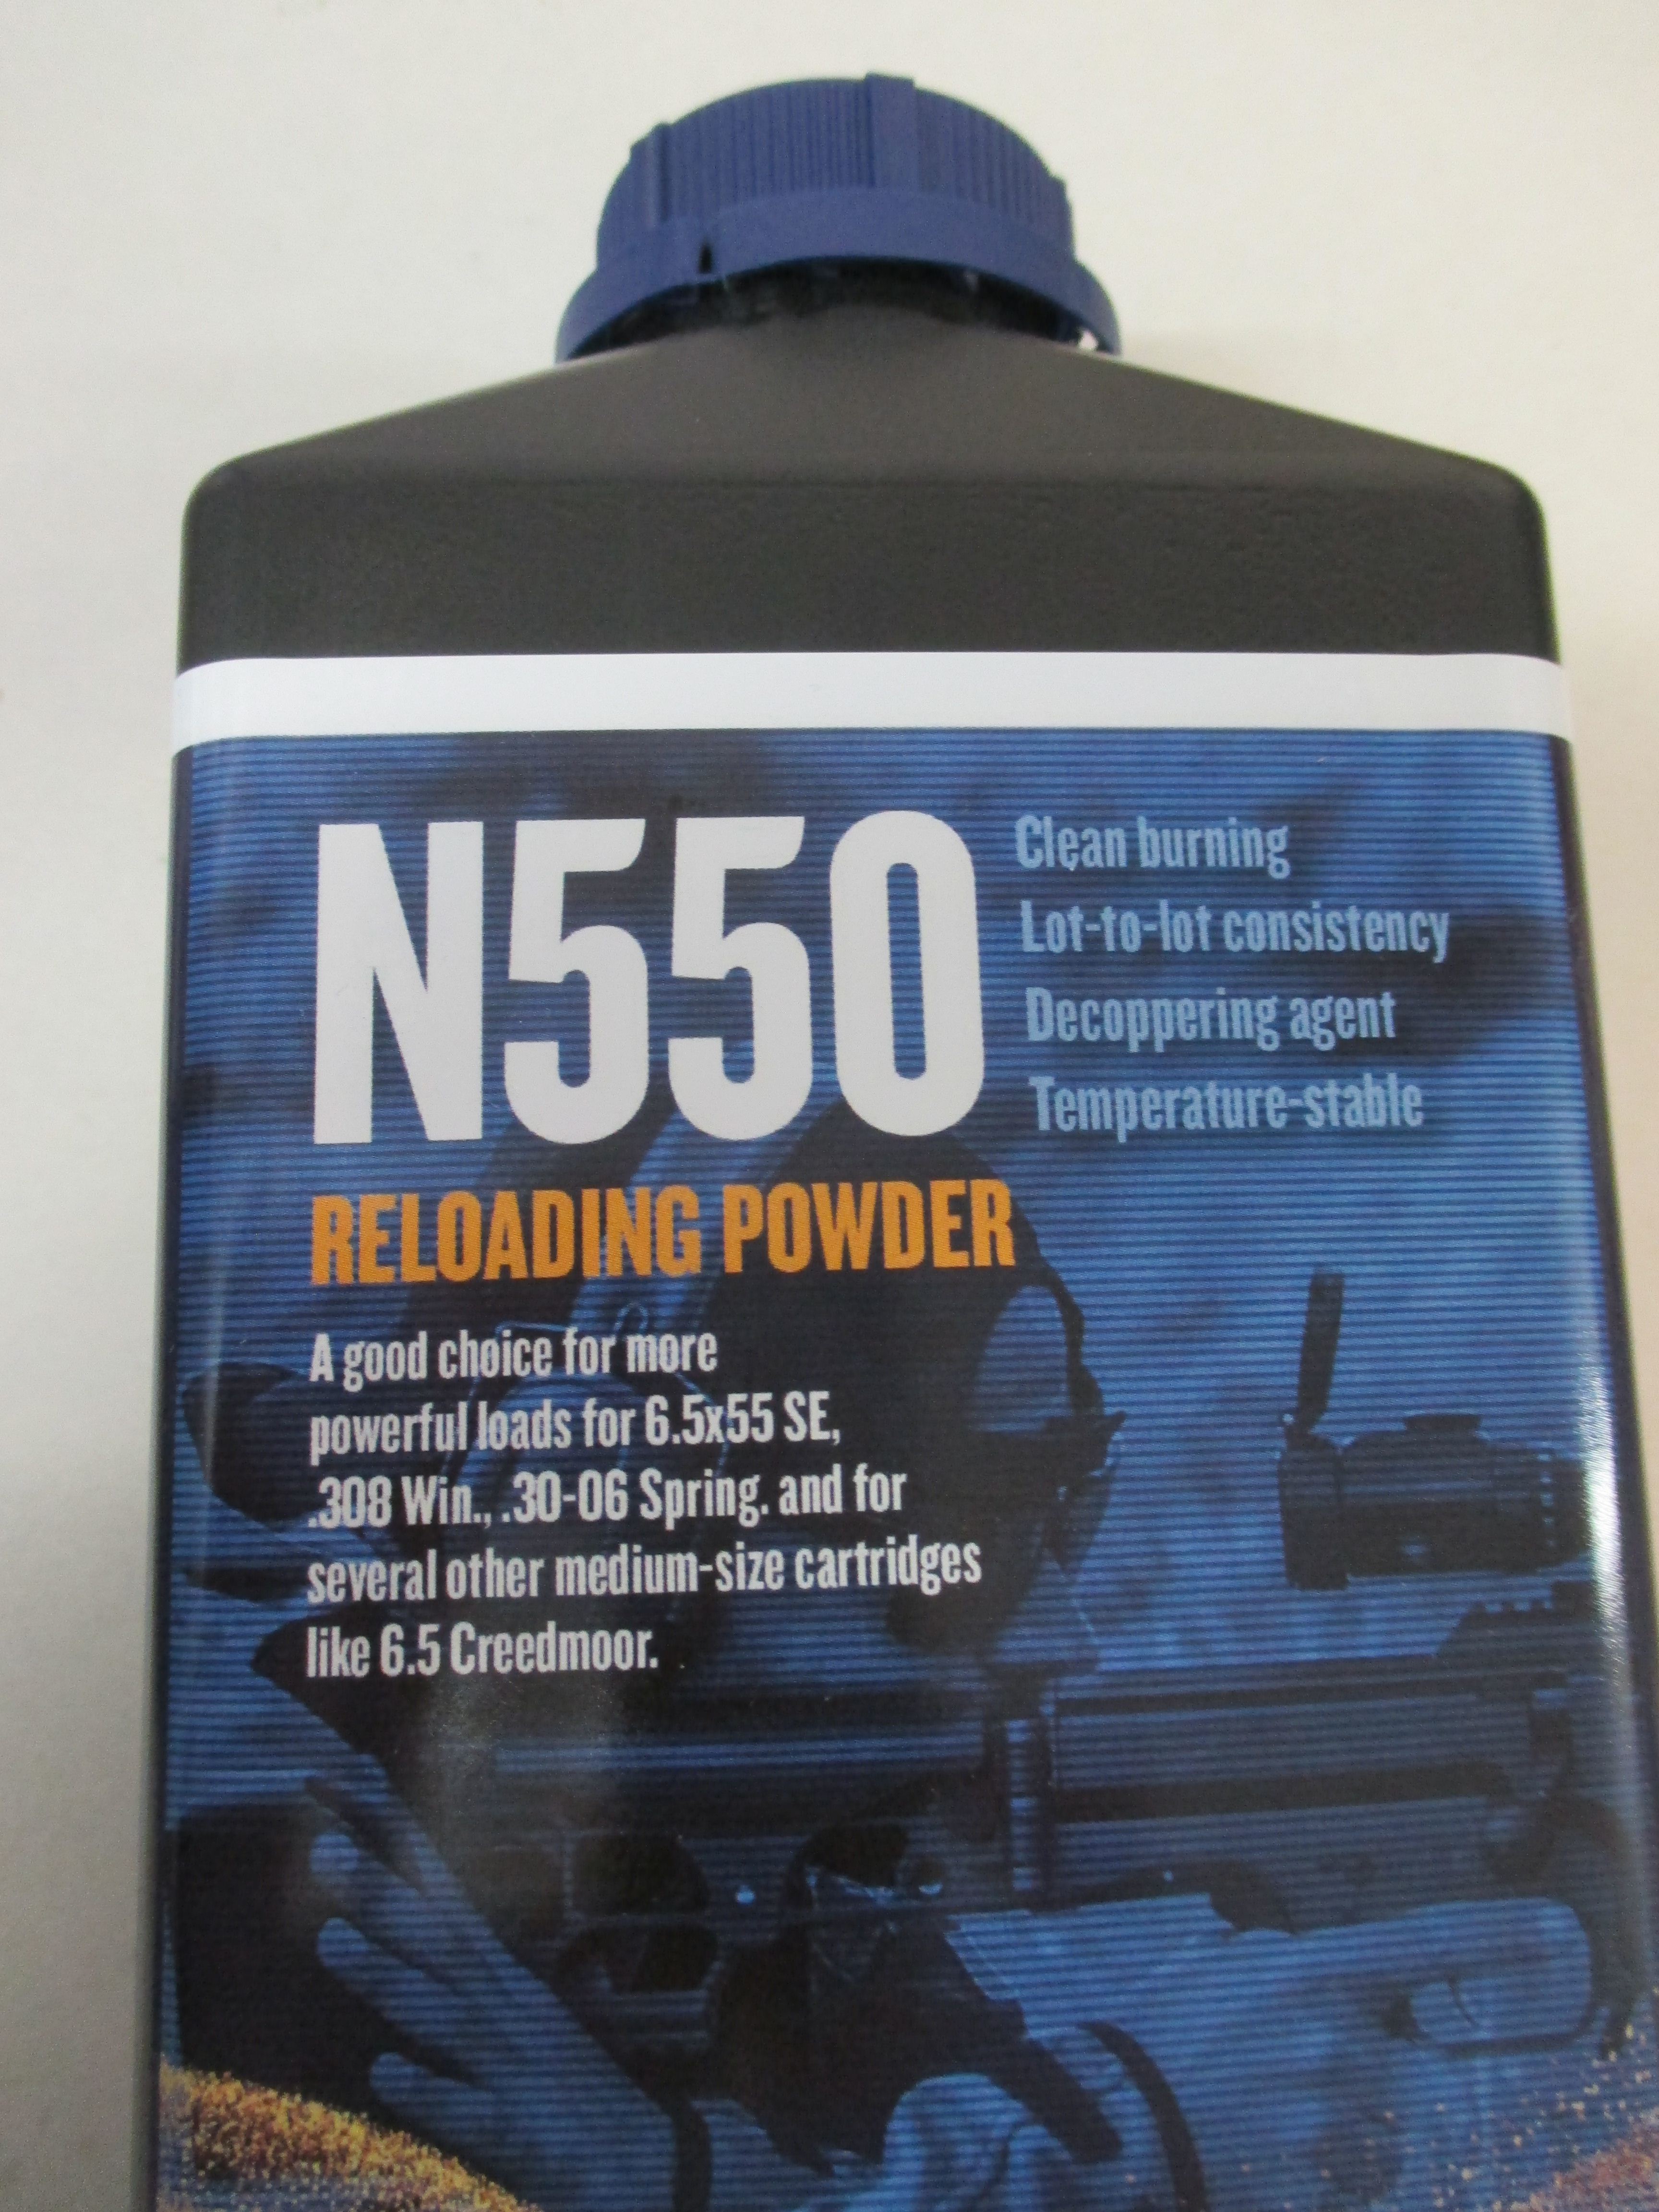 N550
Clean burning
Lot-to-lot consistency
Decoppering agent
Temperature-stable
RELOADING POWDER
A good choice for more
powerful loads for 6.5x55 SE,
.308 Win., .30-06 Spring. and for
several other medium-size cartridges
like 6.5 Creedmoor.